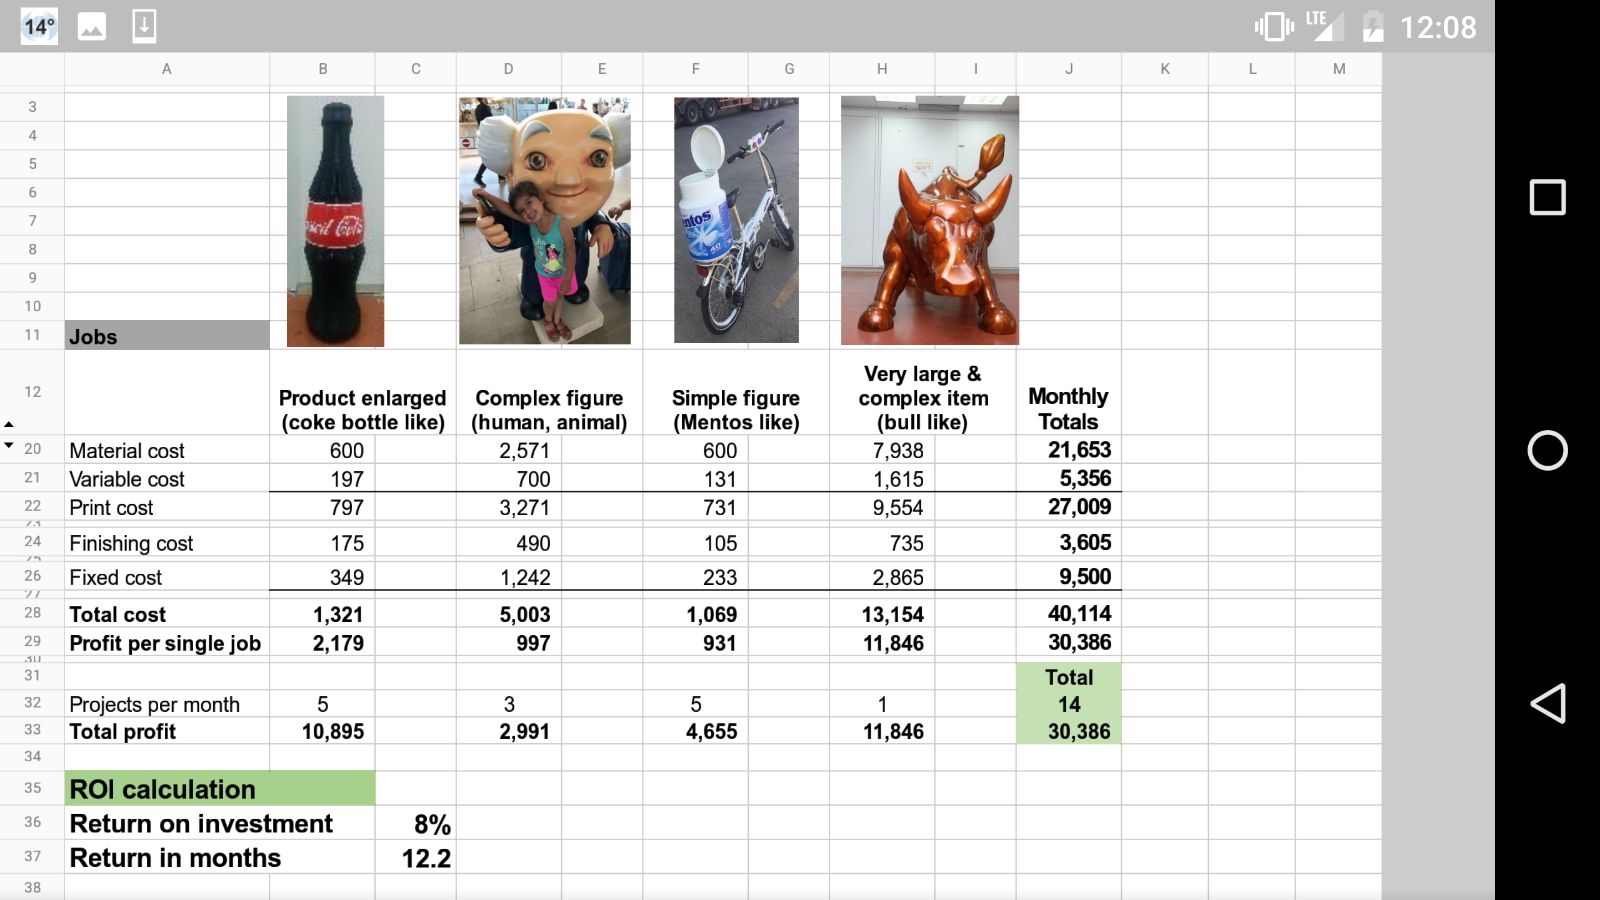 14°
LTE
12:08
A B C D E F G H I J K L M
3
4
5
6
7
8
9
10
11 Jobs
12
Product enlarged (coke bottle like)
Complex figure (human, animal)
Simple figure (Mentos like)
Very large & complex item (bull like)
Monthly Totals
20 Material cost 600 2,571 600 7,938 21,653
21 Variable cost 197 700 131 1,615 5,356
22 Print cost 797 3,271 731 9,554 27,009
24 Finishing cost 175 490 105 735 3,605
26 Fixed cost 349 1,242 233 2,865 9,500
28 Total cost 1,321 5,003 1,069 13,154 40,114
29 Profit per single job 2,179 997 931 11,846 30,386
31 Total
32 Projects per month 5 3 5 1 14
33 Total profit 10,895 2,991 4,655 11,846 30,386
34
35 ROI calculation
36 Return on investment 8%
37 Return in months 12.2
38